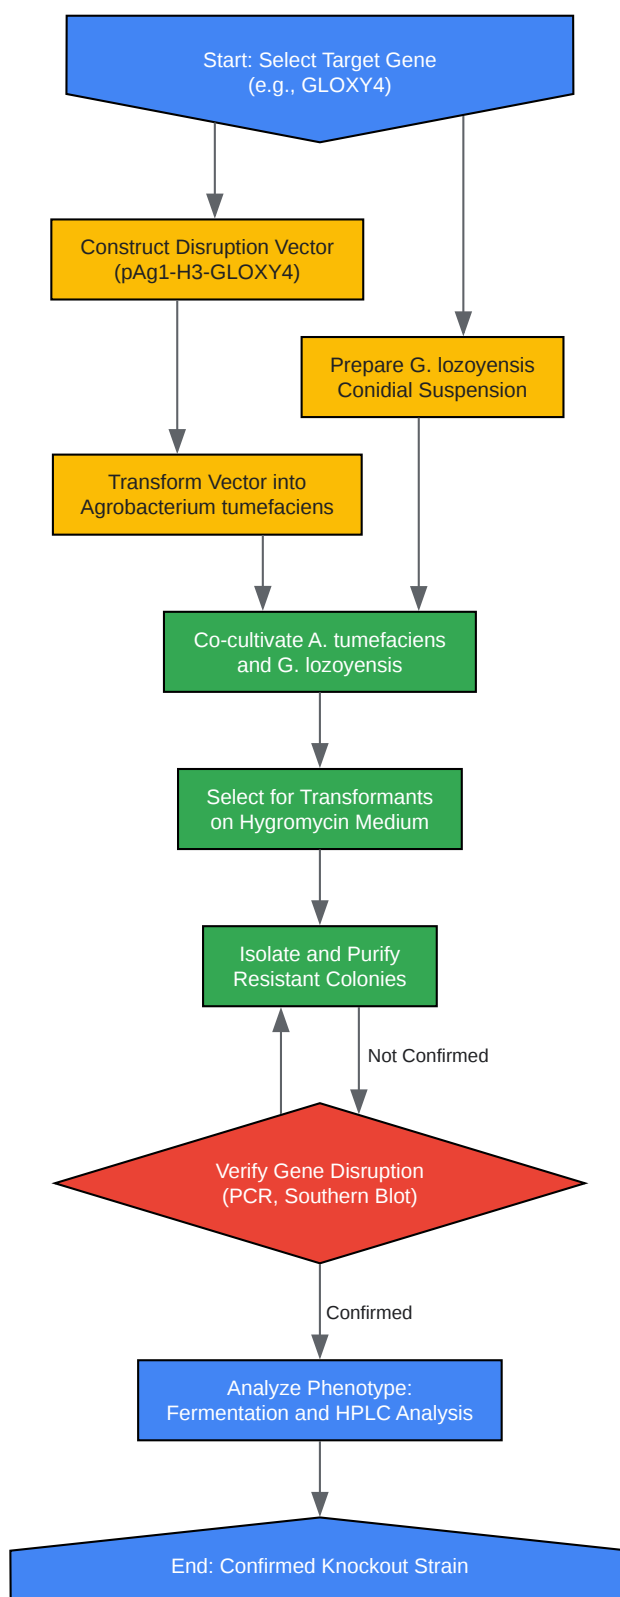 Start: Select Target Gene
(e.g., GLOXY4)
Construct Disruption Vector
(pAg1-H3-GLOXY4)
Prepare G. lozoyensis
Conidial Suspension
Transform Vector into
Agrobacterium tumefaciens
Co-cultivate A. tumefaciens
and G. lozoyensis
Select for Transformants
on Hygromycin Medium
Isolate and Purify
Resistant Colonies
Not Confirmed
Verify Gene Disruption
(PCR, Southern Blot)
Confirmed
Analyze Phenotype:
Fermentation and HPLC Analysis
End: Confirmed Knockout Strain